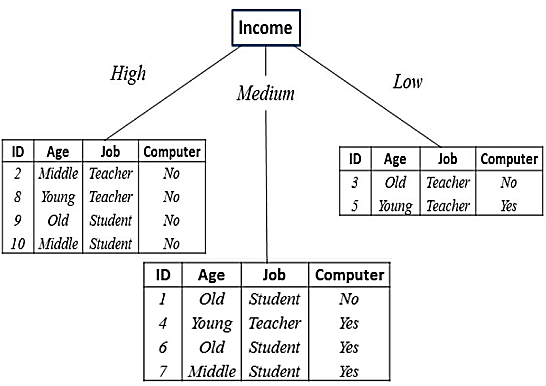 Income
High
Medium
Low
ID Age Job Computer
2 Middle Teacher No
8 Young Teacher No
9 Old Student No
10 Middle Student No
ID Age Job Computer
3 Old Teacher No
5 Young Teacher Yes
ID Age Job Computer
1 Old Student No
4 Young Teacher Yes
6 Old Student Yes
7 Middle Student Yes